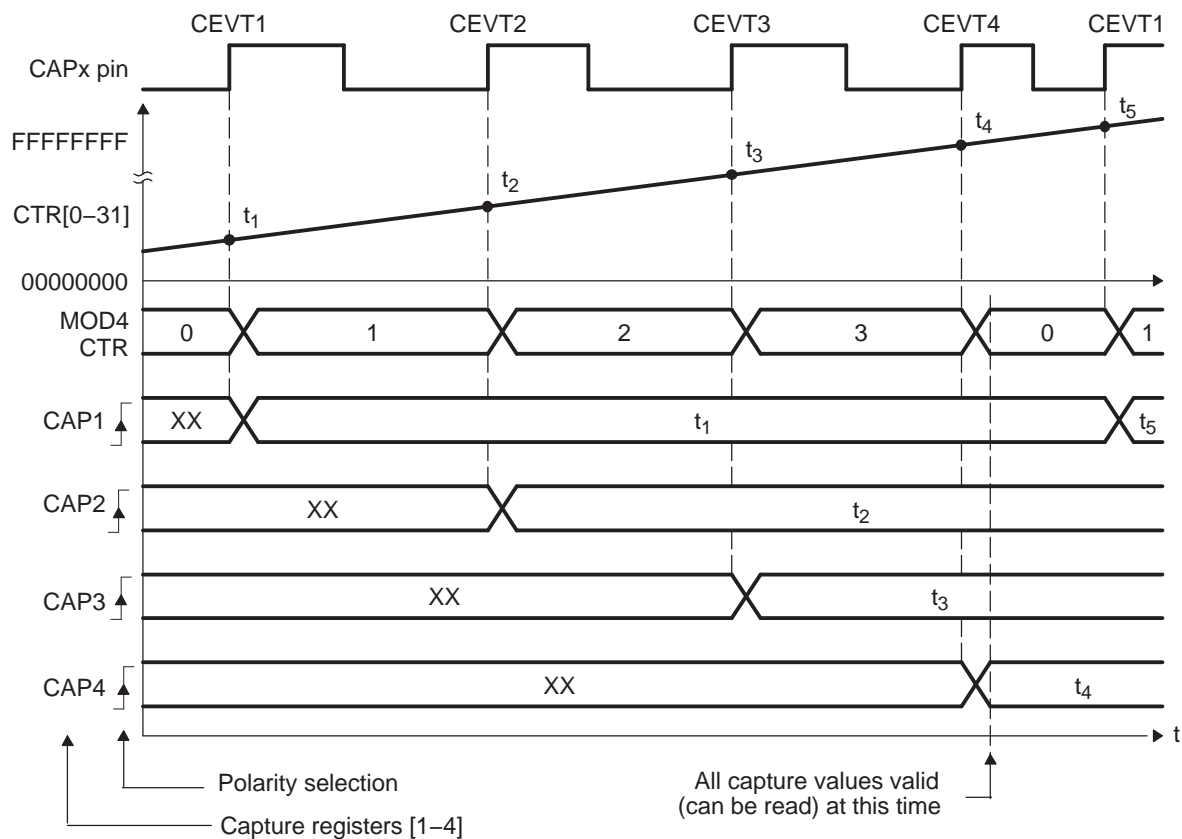 CEVT1 CEVT2 CEVT3 CEVT4 CEVT1
CAPx pin
FFFFFFFF
t5
t4
t3
t2
CTR[0−31]
t1
00000000
MOD4
CTR
0 1 2 3 0 1
CAP1 XX t1 t5
CAP2 XX t2
CAP3 XX t3
CAP4 XX t4
t
Polarity selection
All capture values valid
(can be read) at this time
Capture registers [1−4]